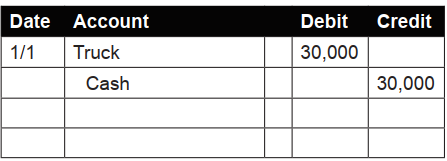 Date Account Debit Credit
1/1 Truck 30,000
Cash 30,000